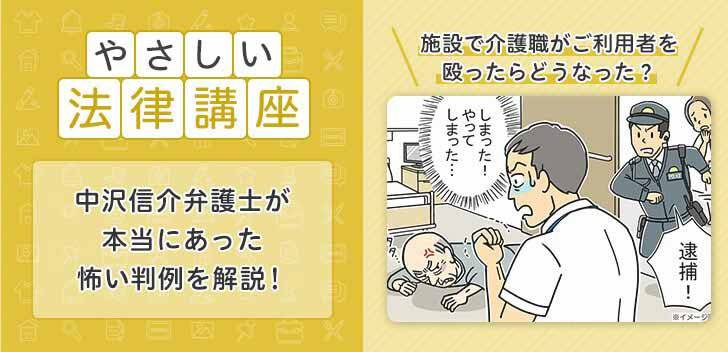 やさしい
法律講座
中沢信介弁護士が
本当にあった
怖い判例を解説!
施設で介護職がご利用者を
殴ったらどうなった?
しまった!
やって
しまった…
逮捕!
※イメージ